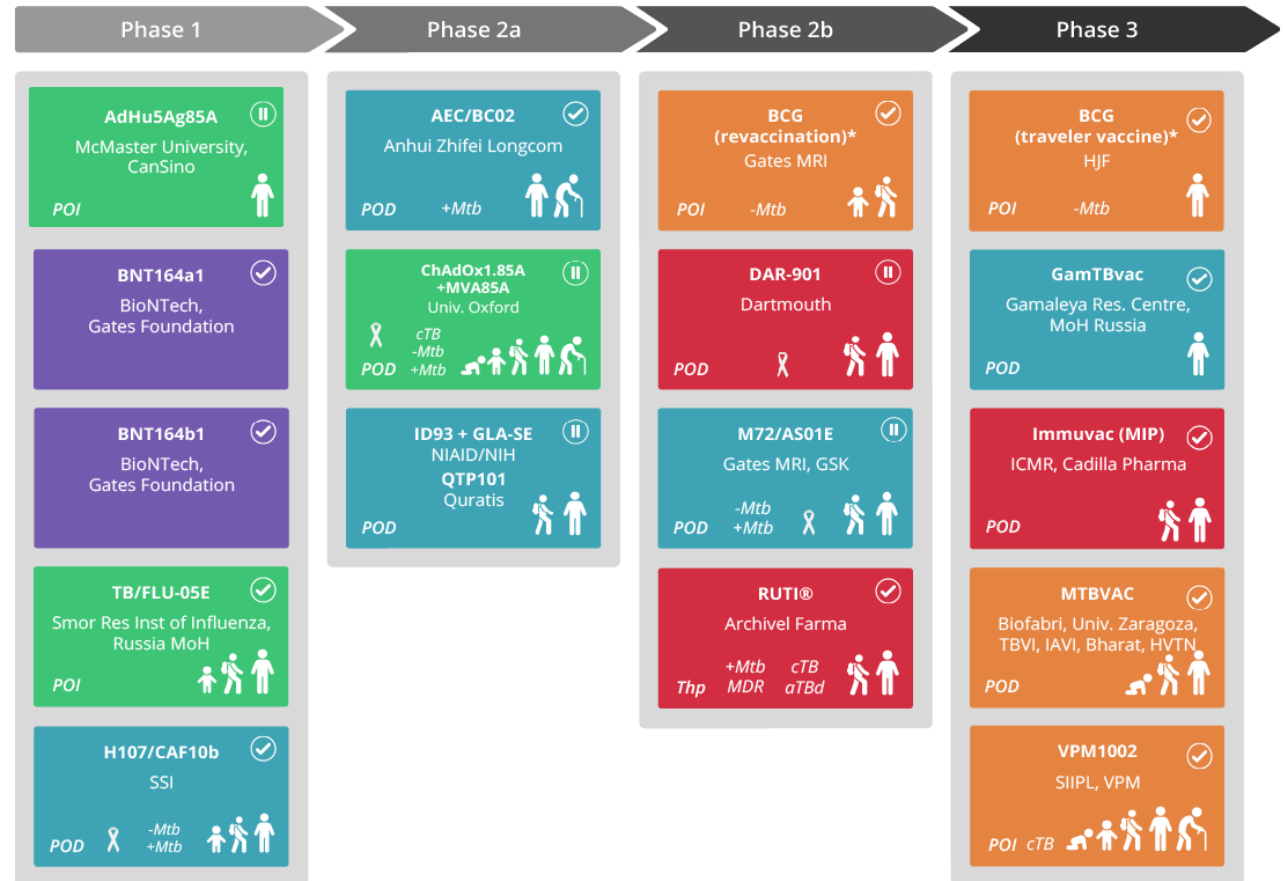 Phase 1
Phase 2a
Phase 2b
Phase 3
AdHu5Ag85A
McMaster University,
CanSino
POI
BNT164a1
BioNTech,
Gates Foundation
BNT164b1
BioNTech,
Gates Foundation
TB/FLU-05E
Smor Res Inst of Influenza,
Russia MoH
POI
H107/CAF10b
SSI
-Mtb
POD +Mtb
AEC/BC02
Anhui Zhifei Longcom
POD +Mtb
ChAdOx1.85A
+MVA85A
Univ. Oxford
cTB
-Mtb
POD +Mtb
ID93 + GLA-SE
NIAID/NIH
QTP101
Quratis
POD
BCG
(revaccination)*
Gates MRI
POI -Mtb
DAR-901
Dartmouth
POD
M72/AS01E
Gates MRI, GSK
-Mtb
POD +Mtb
RUTI®
Archivel Farma
+Mtb cTB
Thp MDR aTBd
BCG
(traveler vaccine)*
HJF
POI -Mtb
GamTBvac
Gamaleya Res. Centre,
MoH Russia
POD
Immuvac (MIP)
ICMR, Cadilla Pharma
POD
MTBVAC
Biofabri, Univ. Zaragoza,
TBVI, IAVI, Bharat, HVTN
POD
VPM1002
SIIPL, VPM
POI cTB